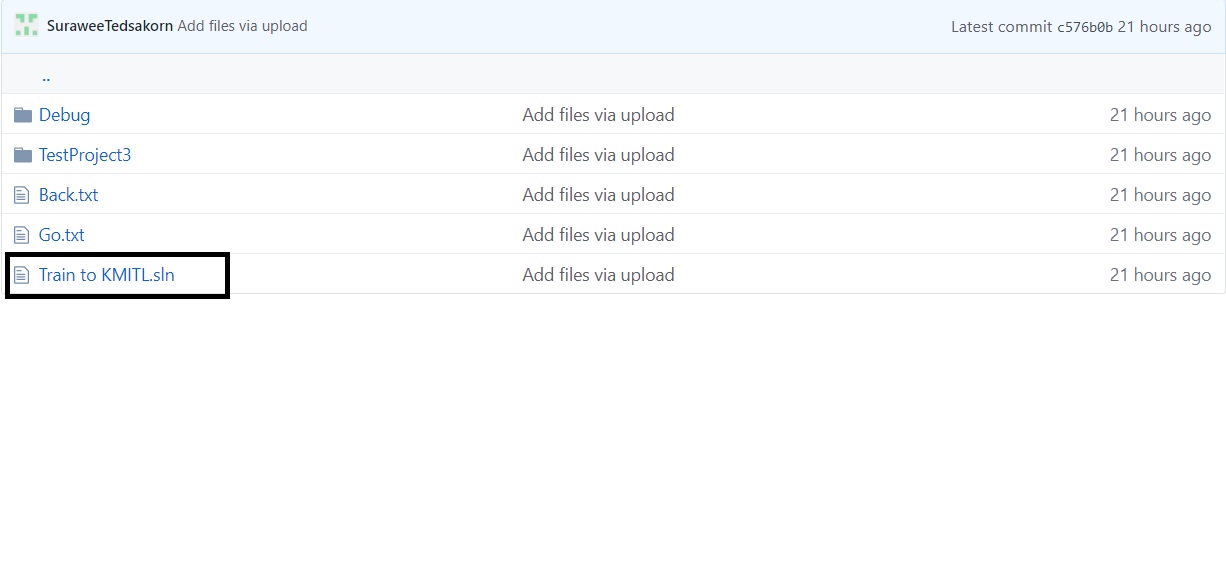 SuraweeTedsakorn Add files via upload Latest commit c576b0b 21 hours ago
..
Debug Add files via upload 21 hours ago
TestProject3 Add files via upload 21 hours ago
Back.txt Add files via upload 21 hours ago
Go.txt Add files via upload 21 hours ago
Train to KMITL.sln Add files via upload 21 hours ago